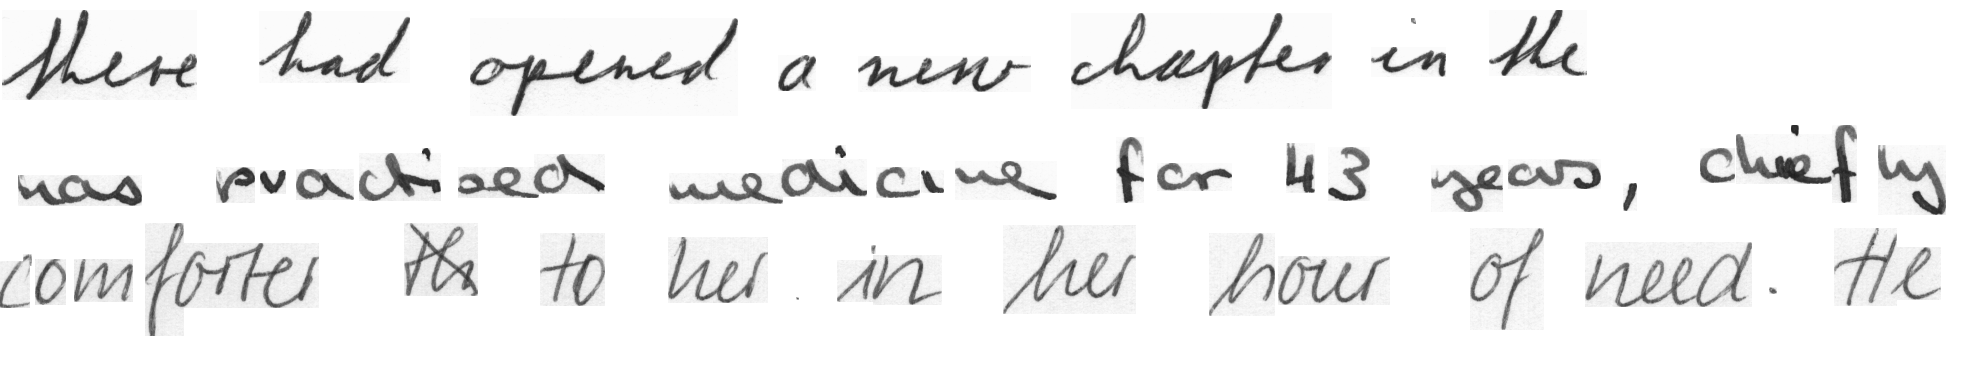 there had opened a new chapter in the
has practised medicine for 43 years, chiefly
comforter to her in her hour of need. He